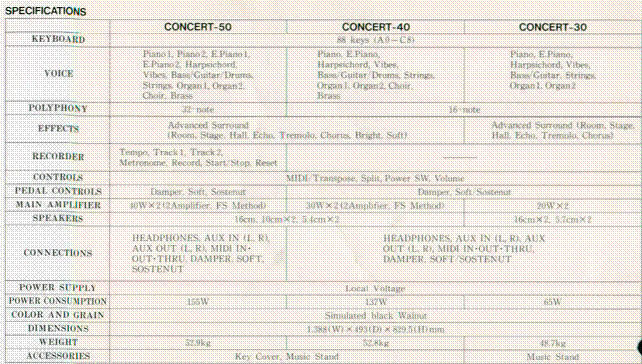 SPECIFICATIONS
CONCERT-50 CONCERT-40 CONCERT-30
KEYBOARD 88 keys (A0-C8)
VOICE
Piano1, Piano2, E.Piano1,
E.Piano2, Harpsichord,
Vibes, Bass/Guitar/Drums,
Strings, Organ1, Organ2,
Choir, Brass
Piano, E.Piano,
Harpsichord, Vibes,
Bass/Guitar/Drums, Strings,
Organ1, Organ2, Choir,
Brass
Piano, E.Piano,
Harpsichord, Vibes,
Bass/Guitar, Strings,
Organ1, Organ2
POLYPHONY 32-note 16-note
EFFECTS
Advanced Surround
(Room, Stage, Hall, Echo, Tremolo, Chorus, Bright, Soft)
Advanced Surround (Room, Stage,
Hall, Echo, Tremolo, Chorus)
RECORDER
Tempo, Track1, Track2,
Metronome, Record, Start/Stop, Reset
CONTROLS MIDI/Transpose, Split, Power SW, Volume
PEDAL CONTROLS Damper, Soft, Sostenut Damper, Soft/Sostenut
MAIN AMPLIFIER 40W×2(2Amplifier, FS Method) 30W×2(2Amplifier, FS Method) 20W×2
SPEAKERS 16cm, 10cm×2, 5.4cm×2 16cm×2, 5.7cm×2
CONNECTIONS
HEADPHONES, AUX IN (L, R),
AUX OUT (L, R), MIDI IN·
OUT·THRU, DAMPER, SOFT,
SOSTENUT
HEADPHONES, AUX IN (L, R), AUX
OUT (L, R), MIDI IN·OUT·THRU,
DAMPER, SOFT/SOSTENUT
POWER SUPPLY Local Voltage
POWER CONSUMPTION 155W 137W 65W
COLOR AND GRAIN Simulated black Walnut
DIMENSIONS 1,388(W)×493(D)×829.5(H)mm
WEIGHT 52.9kg 52.8kg 48.7kg
ACCESSORIES Key Cover, Music Stand Music Stand